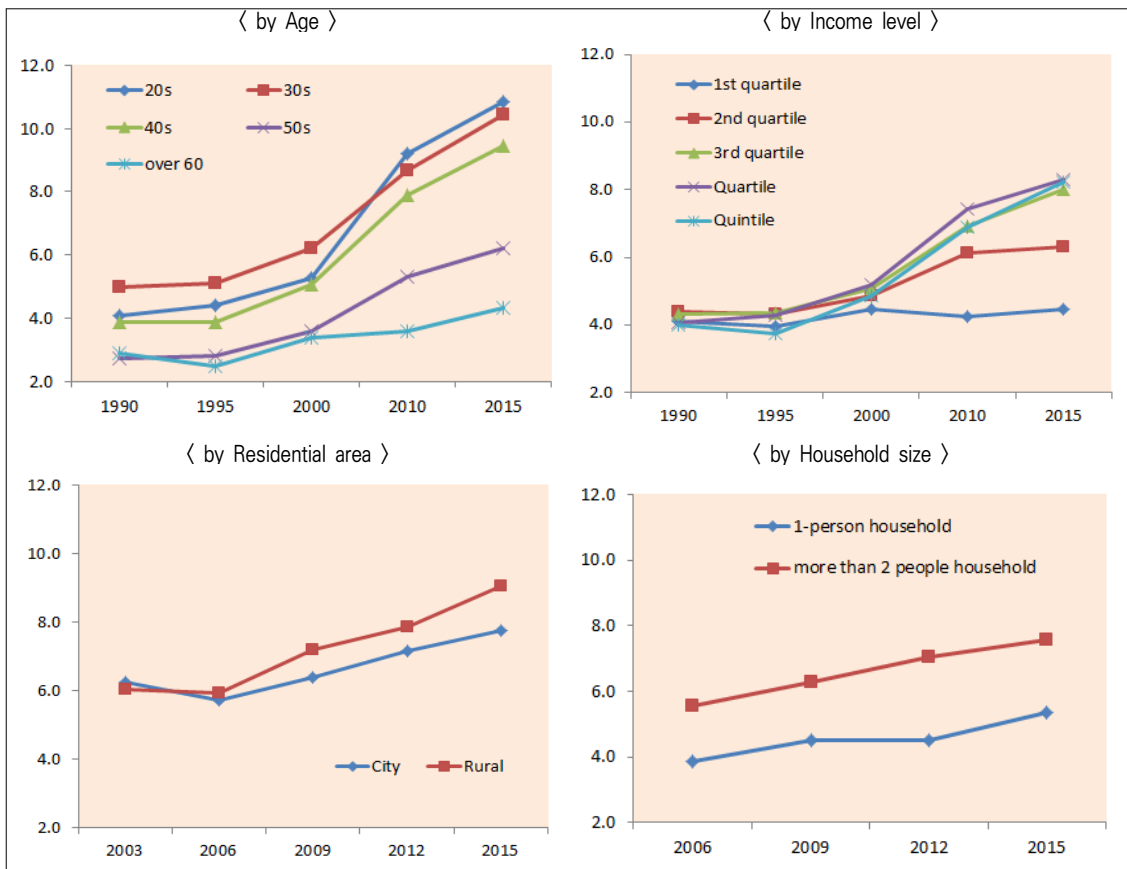 〈 by Age 〉
12.0
10.0
8.0
6.0
4.0
2.0
20s 30s
40s 50s
over 60
1990 1995 2000 2010 2015
〈 by Income level 〉
12.0
10.0
8.0
6.0
4.0
2.0
1st quartile
2nd quartile
3rd quartile
Quartile
Quintile
1990 1995 2000 2010 2015
〈 by Residential area 〉
12.0
10.0
8.0
6.0
4.0
2.0
City Rural
2003 2006 2009 2012 2015
〈 by Household size 〉
12.0
10.0
8.0
6.0
4.0
2.0
1-person household
more than 2 people household
2006 2009 2012 2015